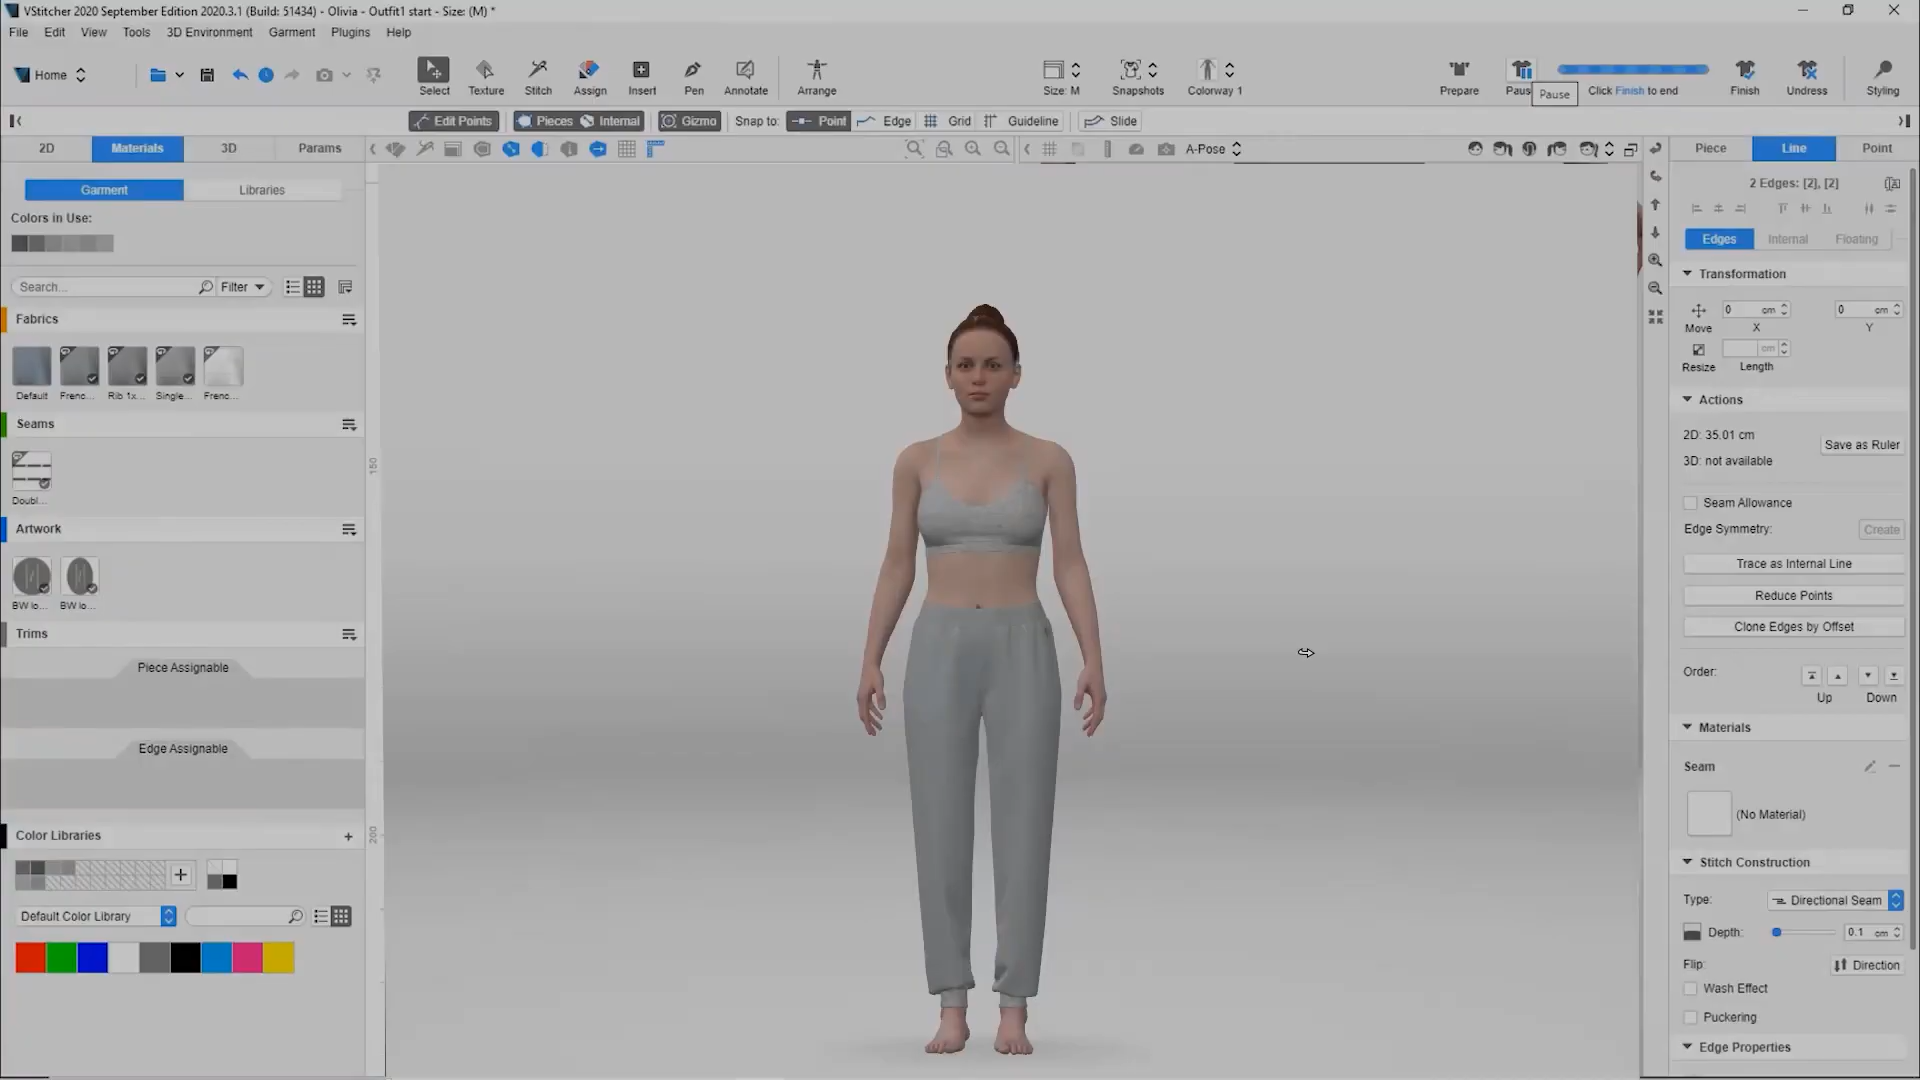 VStitcher 2020 September Edition 2020.3.1 (Build: 51434) - Olivia - Outfit1 start - Size: (M) *
File Edit View Tools 3D Environment Garment Plugins Help
Home
Select Texture Stitch Assign Insert Pen Annotate Arrange
Size: M Snapshots Colorway 1
Prepare Paus Click Finish to end Finish Undress Styling
Pause
Edit Points Pieces Internal Gizmo Snap to: Point Edge Grid Guideline Slide
2D Materials 3D Params
A-Pose
Piece Line Point
Garment Libraries
2 Edges: [2], [2]
Colors in Use:
Edges Internal Floating
Search... Filter
Transformation
Fabrics
Move 0 cm X 0 cm Y
Default Frenc... Rib 1x... Single... Frenc...
Resize cm Length
Seams
Doubl...
Actions
2D: 35.01 cm Save as Ruler
3D: not available
150
Artwork
BW lo... BW lo...
Seam Allowance
Edge Symmetry: Create
Trace as Internal Line
Reduce Points
Clone Edges by Offset
Trims
Piece Assignable
Order: Up Down
Edge Assignable
Materials
Seam
(No Material)
Color Libraries
200
Default Color Library
Stitch Construction
Type: Directional Seam
Depth: 0.1 cm
Flip: Direction
Wash Effect
Puckering
Edge Properties